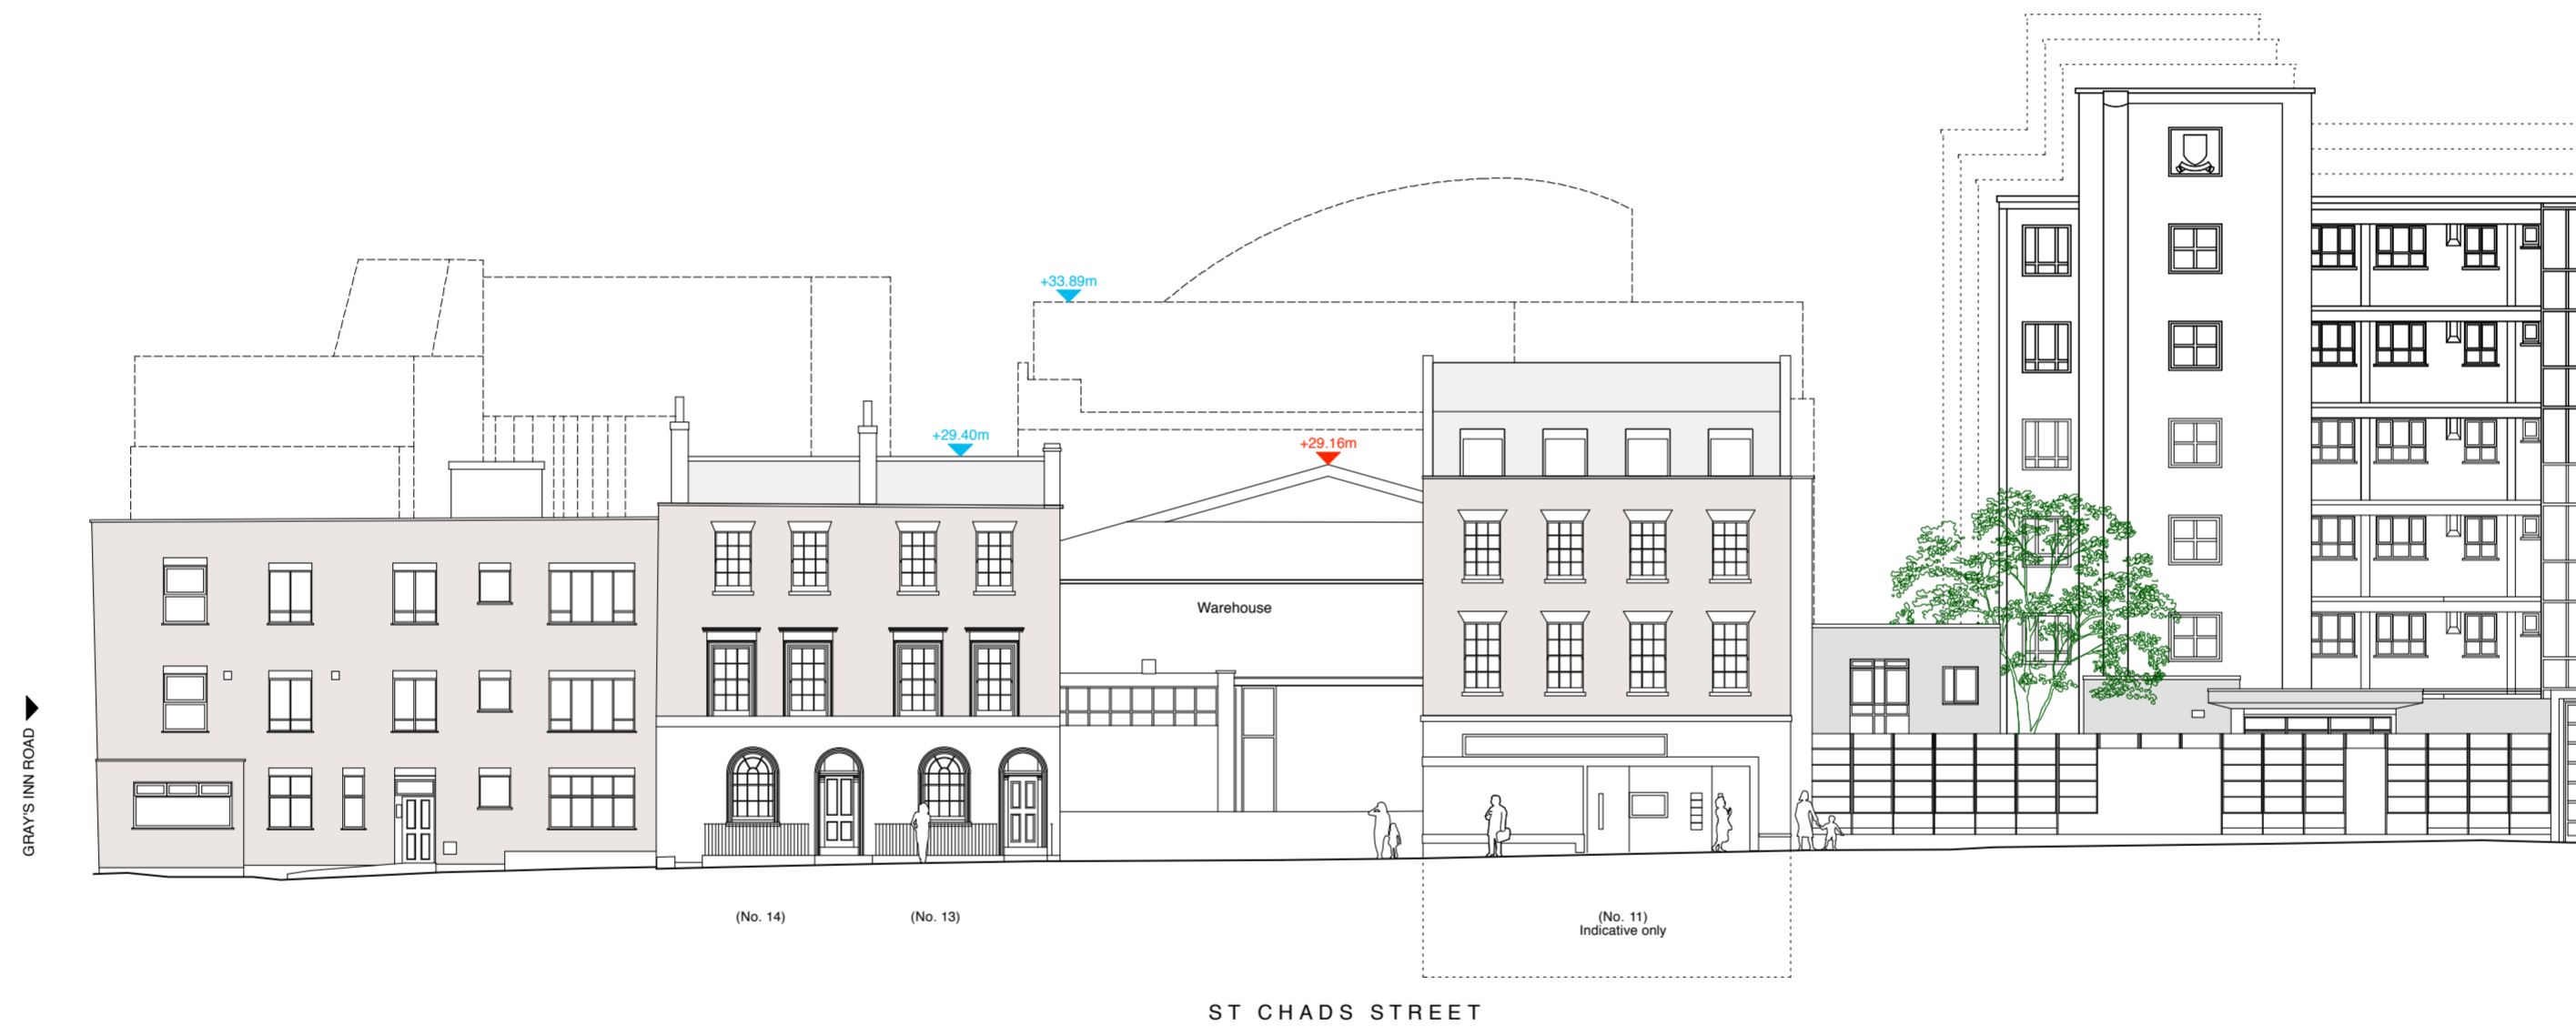 +33.89m
+29.40m
+29.16m
Warehouse
GRAY'S INN ROAD
(No. 14)
(No. 13)
(No. 11)
Indicative only
ST CHADS STREET